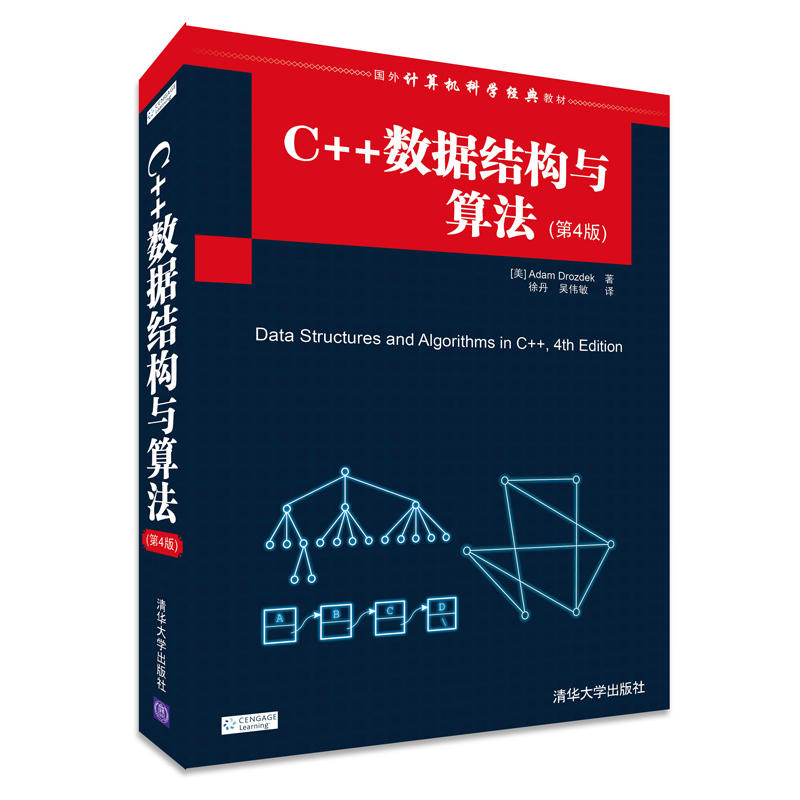 国外计算机科学经典教材
C++数据结构与
算法(第4版)
[美] Adam Drozdek 著
徐丹 吴伟敏 译
Data Structures and Algorithms in C++, 4th Edition
A B C D
\
CENGAGE
Learning™
清华大学出版社
CENGAGE
Learning™
C++数据结构与算法
(第4版)
清华大学出版社